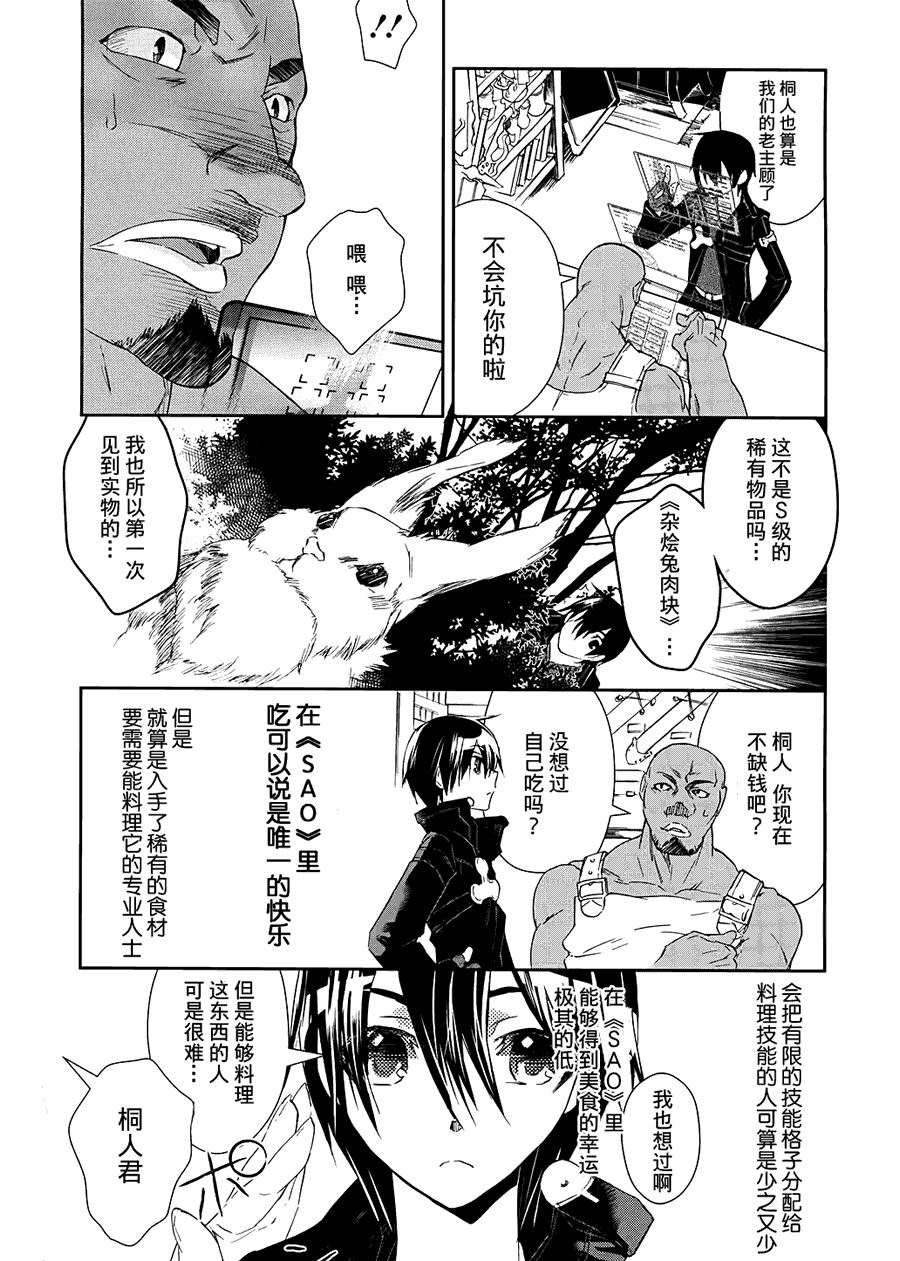 桐人也算是
我们的老主顾了
不会坑你的啦
!!
喂喂…
这不是S级的
稀有物品吗…
《杂烩兔肉块》…
我也所以第一次
见到实物的…
桐人 你现在
不缺钱吧？
没想过
自己吃吗？
在《SAO》里
吃可以说是唯一的快乐
但是
就算是入手了稀有的食材
要需要能料理它的专业人士
会把有限的技能格子分配给
料理技能的人可算是少之又少
我也想过啊
在《SAO》里
能够得到美食的幸运
极其的低
但是能够料理
这东西的人
可是很难…
ポン
桐人君